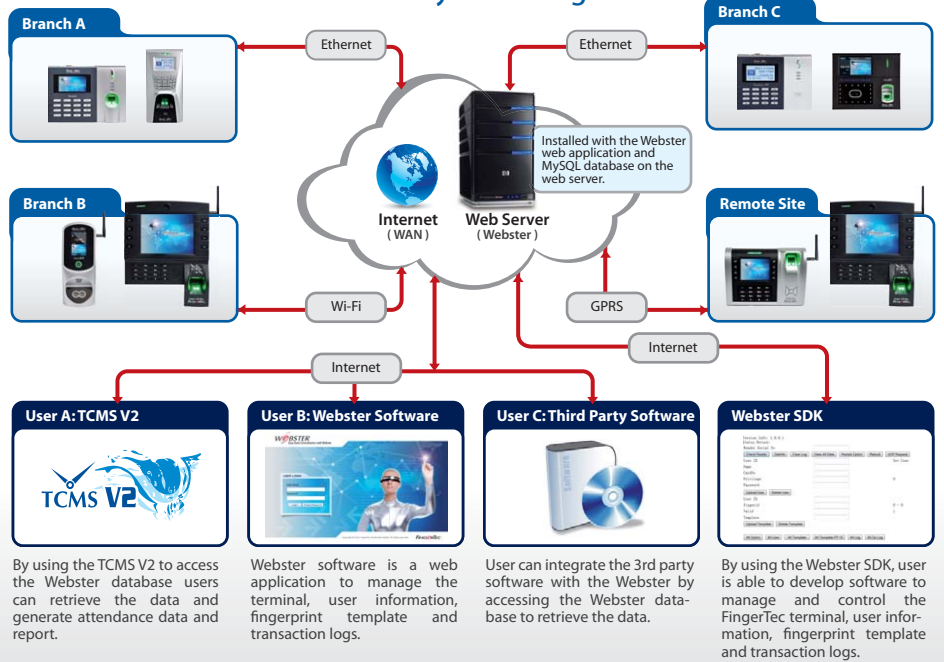 Branch A
Ethernet
Ethernet
Branch C
Installed with the Webster
web application and
MySQL database on the
web server.
Internet
( WAN )
Web Server
( Webster )
Branch B
Remote Site
Wi-Fi
GPRS
Internet
Internet
User A: TCMS V2
User B: Webster Software
User C: Third Party Software
Webster SDK
TCMS V2
WEBSTER
USER LOGIN
FINGERTEC
Software
By using the TCMS V2 to access
the Webster database users
can retrieve the data and
generate attendance data and
report.
Webster software is a web
application to manage the
terminal, user information,
fingerprint template and
transaction logs.
User can integrate the 3rd party
software with the Webster by
accessing the Webster data-
base to retrieve the data.
By using the Webster SDK, user
is able to develop software to
manage and control the
FingerTec terminal, user infor-
mation, fingerprint template
and transaction logs.